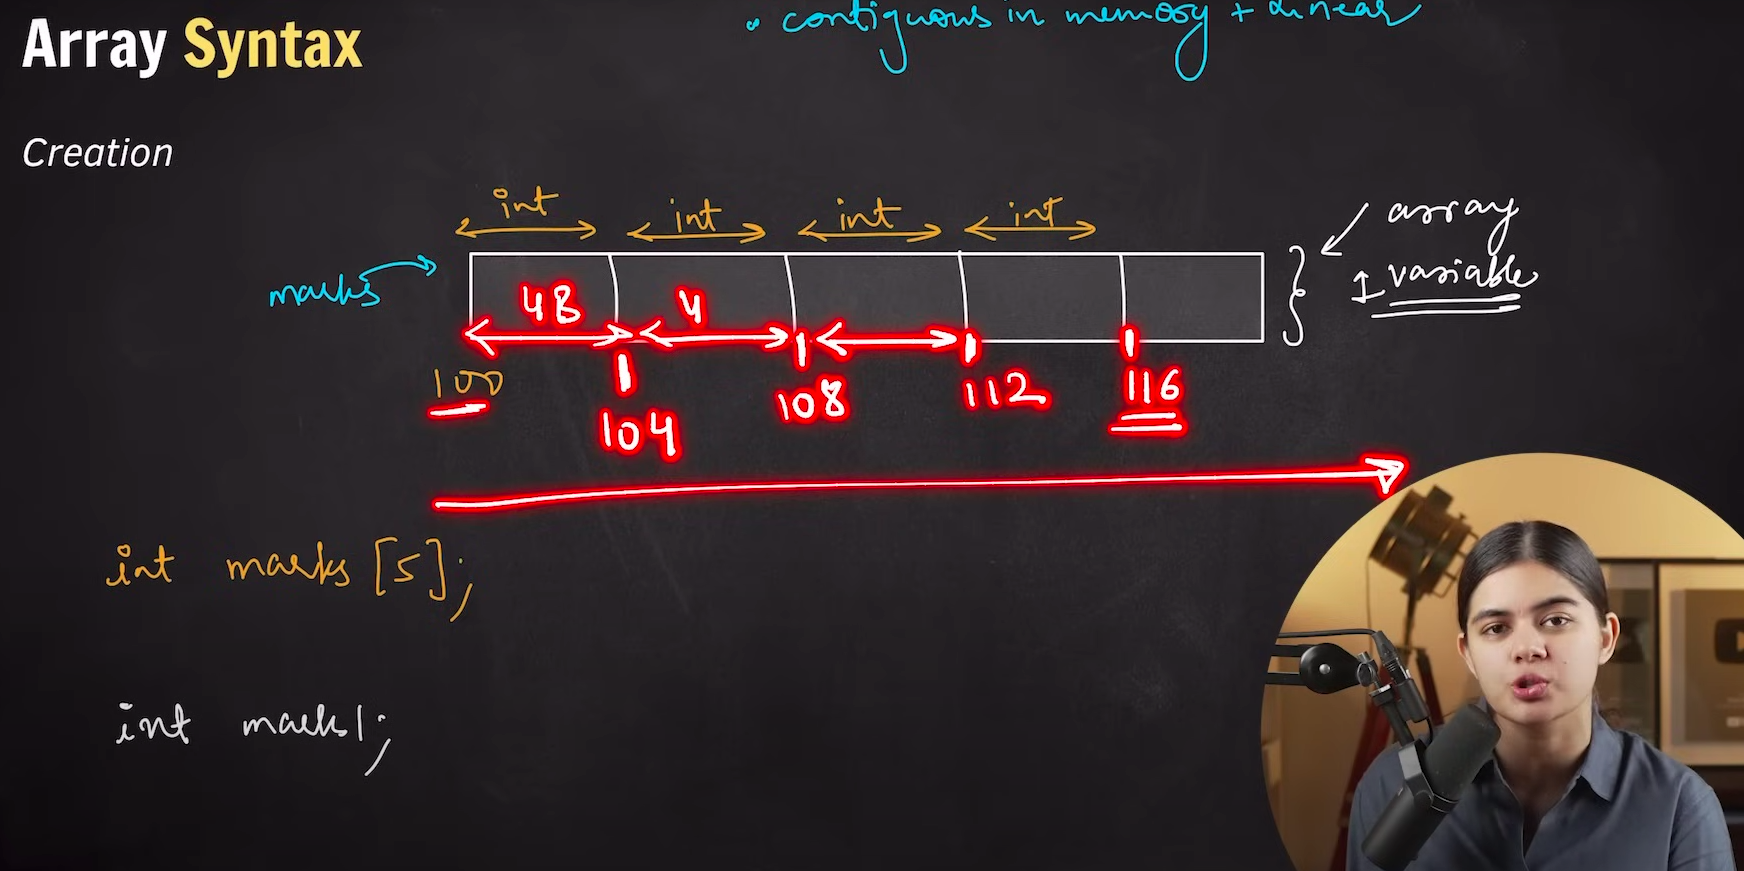 • contiguous in memory + Linear
Array Syntax
Creation
int int int int
array
marks
1 variable
4B 4
100 104 108 112 116
int marks [5];
int marks1;